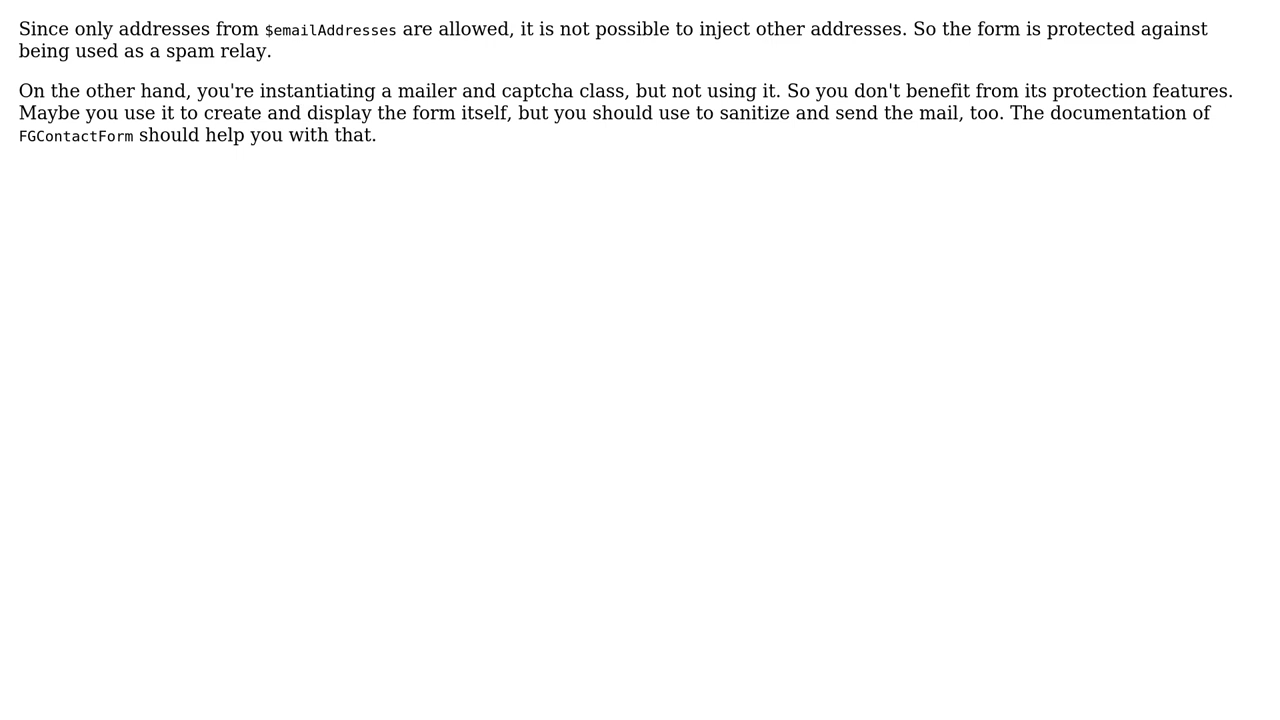 Since only addresses from $emailAddresses are allowed, it is not possible to inject other addresses. So the form is protected against
being used as a spam relay.
On the other hand, you're instantiating a mailer and captcha class, but not using it. So you don't benefit from its protection features.
Maybe you use it to create and display the form itself, but you should use to sanitize and send the mail, too. The documentation of
FGContactForm should help you with that.